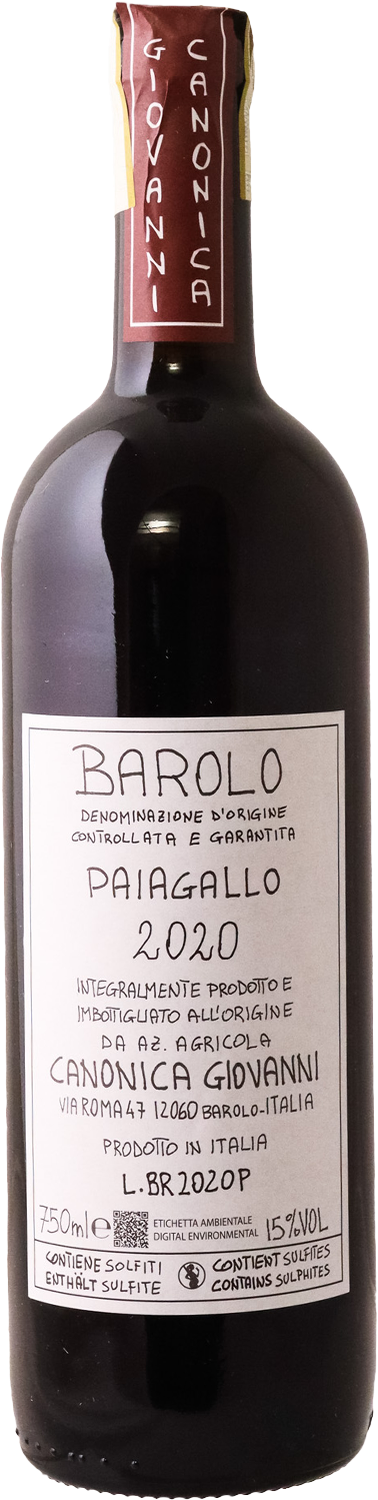 GIOVANNI
CANONICA
BAROLO
DENOMINAZIONE D'ORIGINE
CONTROLLATA E GARANTITA
PAIAGALLO
2020
INTEGRALMENTE PRODOTTO E
IMBOTTIGLIATO ALL'ORIGINE
DA AZ. AGRICOLA
CANONICA GIOVANNI
VIA ROMA 47 12060 BAROLO-ITALIA
PRODOTTO IN ITALIA
L.BR2020P
750ml e ETICHETTA AMBIENTALE 15%VOL
DIGITAL ENVIRONMENTAL
CONTIENE SOLFITI CONTIENT SULFITES
ENTHÄLT SULFITE CONTAINS SULPHITES